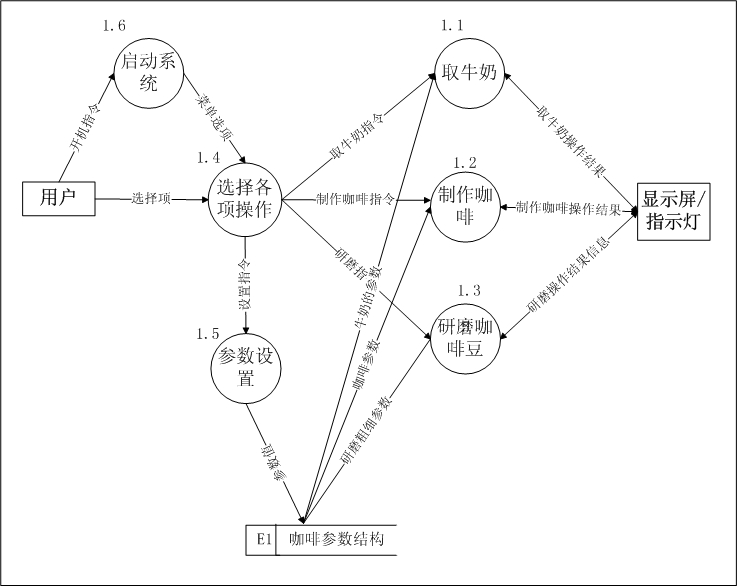 1.6
启动系
统
1.1
取牛奶
开机指令
菜单选项
取牛奶指令
取牛奶操作结果
1.4
选择各
项操作
1.2
制作咖
啡
用户
选择项
制作咖啡指令
制作咖啡操作结果
显示屏/
指示灯
设置指令
研磨指
牛奶的参数
研磨操作结果信息
1.3
研磨咖
啡豆
1.5
参数设
置
咖啡参数
研磨粗细参数
参数值
E1
咖啡参数结构